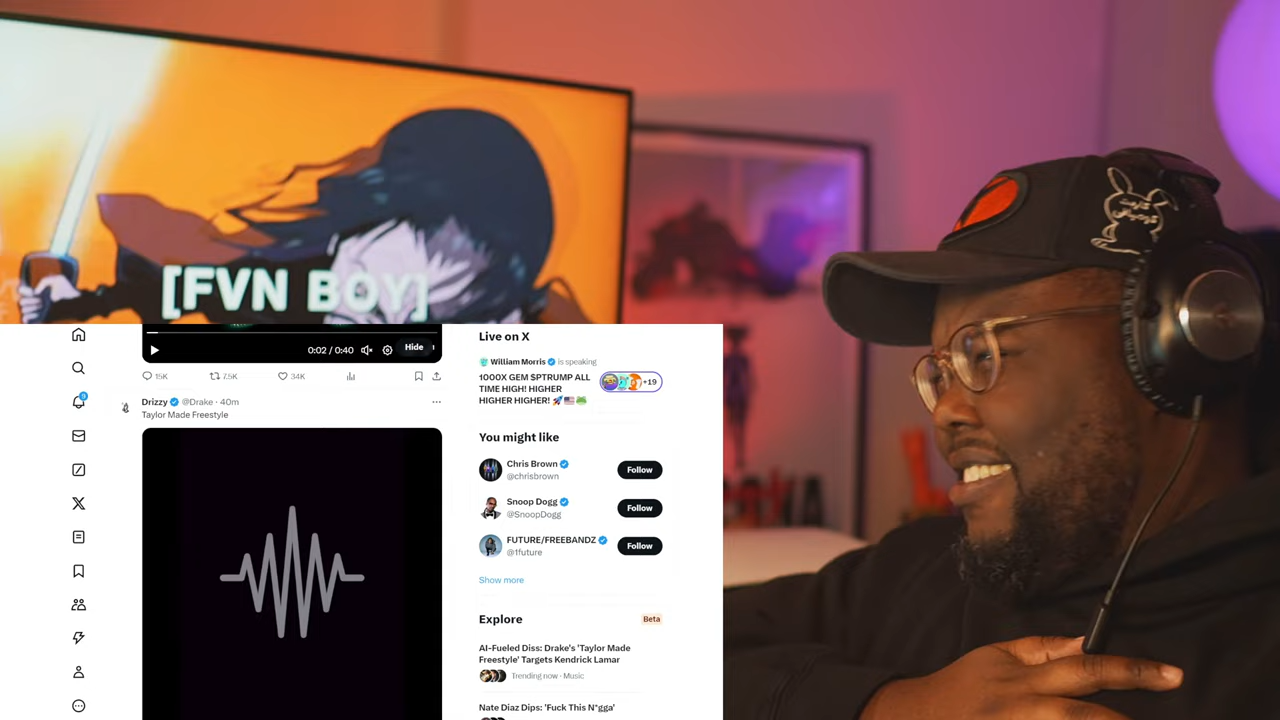 [FVN BOY]
0:02 / 0:40
Hide
15K
7.5K
34K
Drizzy @Drake · 40m
Taylor Made Freestyle
Live on X
William Morris is speaking
1000X GEM $PTRUMP ALL
TIME HIGH! HIGHER
HIGHER HIGHER! 🚀🇺🇸🐸
+19
You might like
Chris Brown
@chrisbrown
Follow
Snoop Dogg
@SnoopDogg
Follow
FUTURE/FREEBANDZ
@1future
Follow
Show more
Explore
Beta
AI-Fueled Diss: Drake's 'Taylor Made
Freestyle' Targets Kendrick Lamar
Trending now · Music
Nate Diaz Dips: 'Fuck This N*gga'